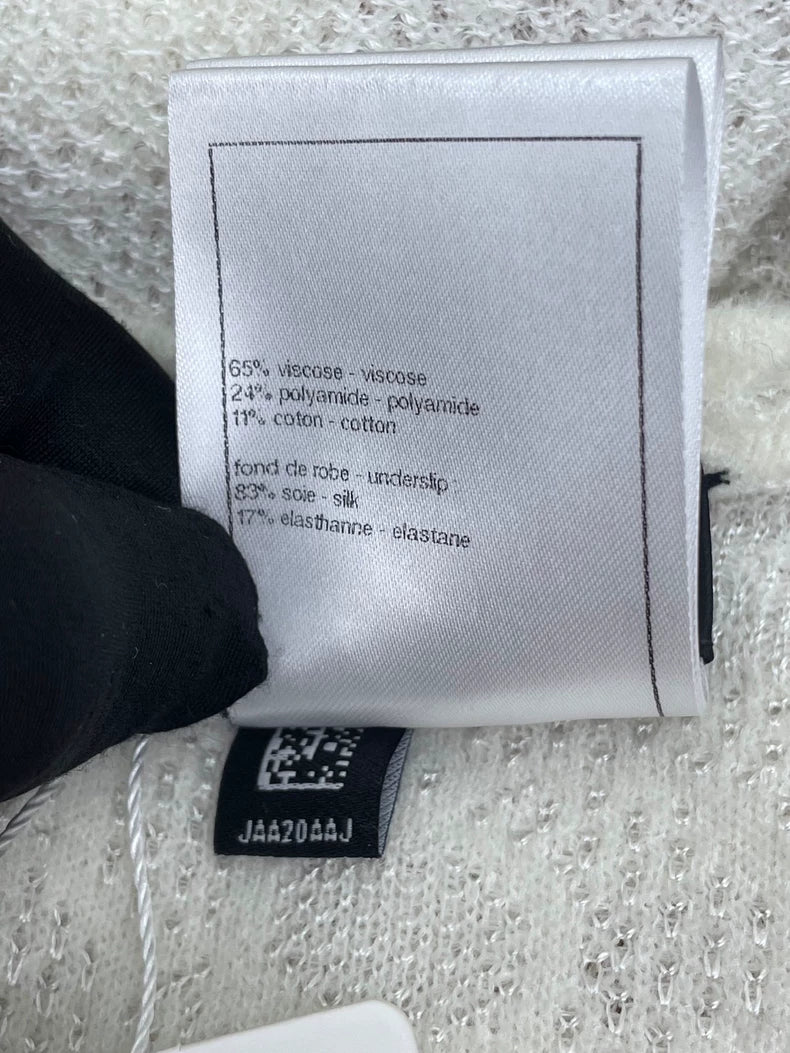 65% viscose - viscose
24% polyamide - polyamide
11% coton - cotton
fond de robe - underslip
83% soie - silk
17% elasthanne - elastane
JAA20AAJ